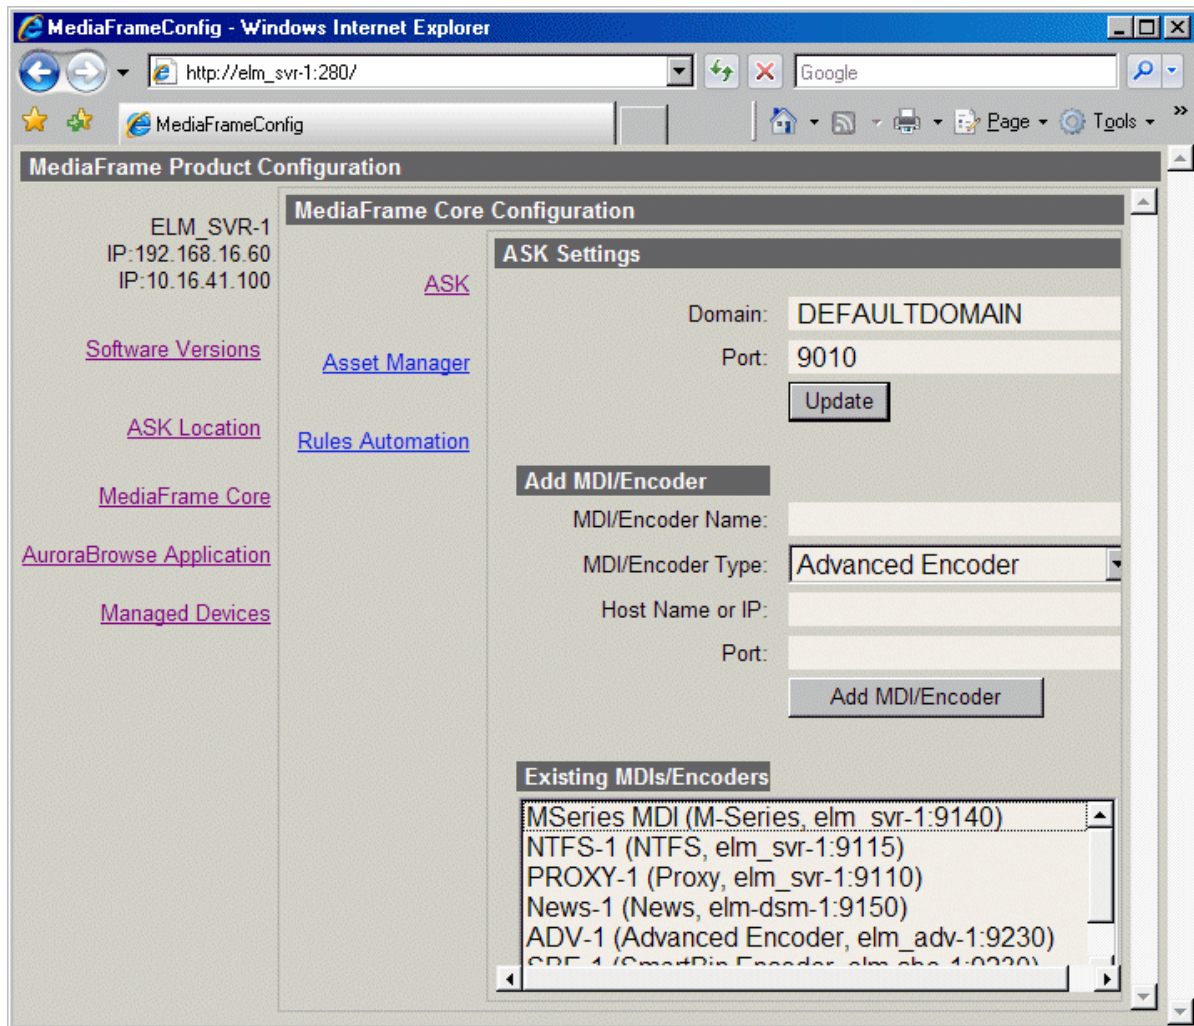 MediaFrameConfig - Windows Internet Explorer
http://elm_svr-1:280/
Google
MediaFrameConfig
Page
Tools
MediaFrame Product Configuration
ELM_SVR-1
IP:192.168.16.60
IP:10.16.41.100
Software Versions
ASK Location
MediaFrame Core
AuroraBrowse Application
Managed Devices
MediaFrame Core Configuration
ASK
Asset Manager
Rules Automation
ASK Settings
Domain: DEFAULTDOMAIN
Port: 9010
Update
Add MDI/Encoder
MDI/Encoder Name:
MDI/Encoder Type: Advanced Encoder
Host Name or IP:
Port:
Add MDI/Encoder
Existing MDIs/Encoders
MSeries MDI (M-Series, elm_svr-1:9140)
NTFS-1 (NTFS, elm_svr-1:9115)
PROXY-1 (Proxy, elm_svr-1:9110)
News-1 (News, elm-dsm-1:9150)
ADV-1 (Advanced Encoder, elm_adv-1:9230)